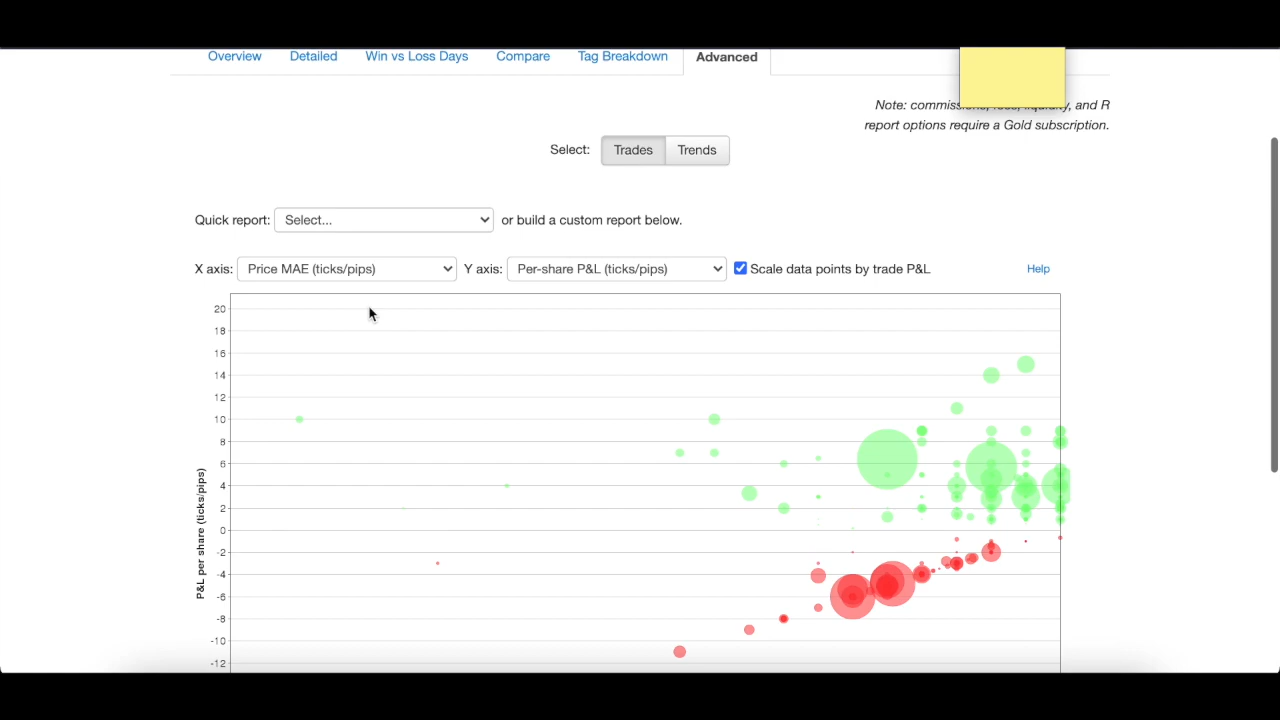 Overview Detailed Win vs Loss Days Compare Tag Breakdown Advanced
Note: commissions, fees, liquidity, and R
report options require a Gold subscription.
Select: Trades Trends
Quick report: Select... or build a custom report below.
X axis: Price MAE (ticks/pips) Y axis: Per-share P&L (ticks/pips) Scale data points by trade P&L Help
P&L per share (ticks/pips)
20
18
16
14
12
10
8
6
4
2
0
-2
-4
-6
-8
-10
-12